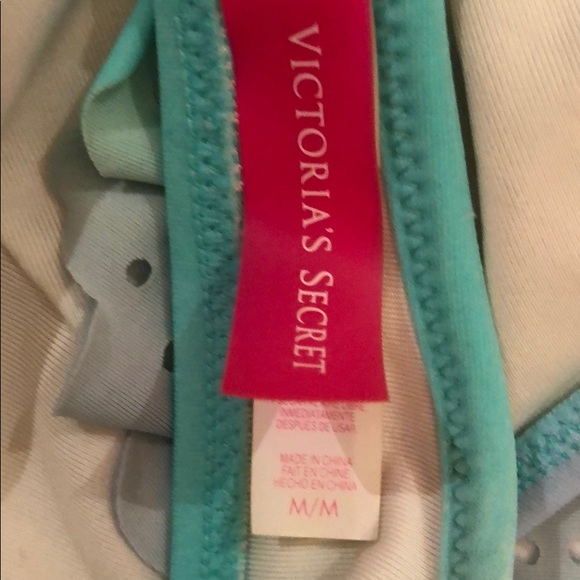 VICTORIA'S SECRET
INMEDIATAMENTE
DESPUÉS DE USAR
MADE IN CHINA
FAIT EN CHINE
HECHO EN CHINA
M/M